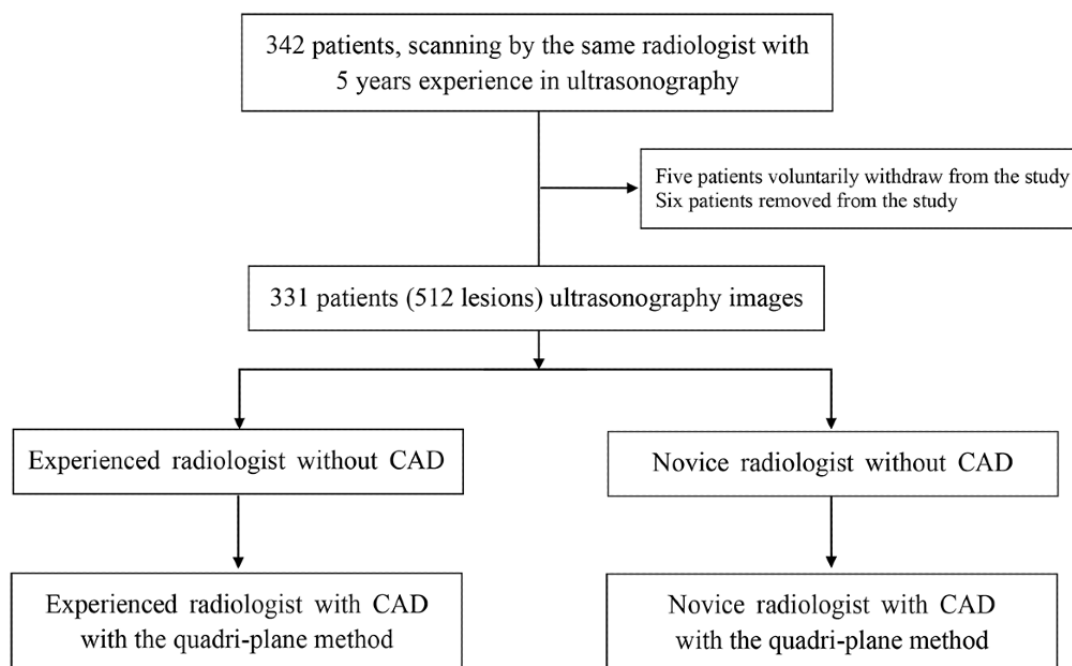 342 patients, scanning by the same radiologist with
5 years experience in ultrasonography
Five patients voluntarily withdraw from the study
Six patients removed from the study
331 patients (512 lesions) ultrasonography images
Experienced radiologist without CAD
Novice radiologist without CAD
Experienced radiologist with CAD
with the quadri-plane method
Novice radiologist with CAD
with the quadri-plane method